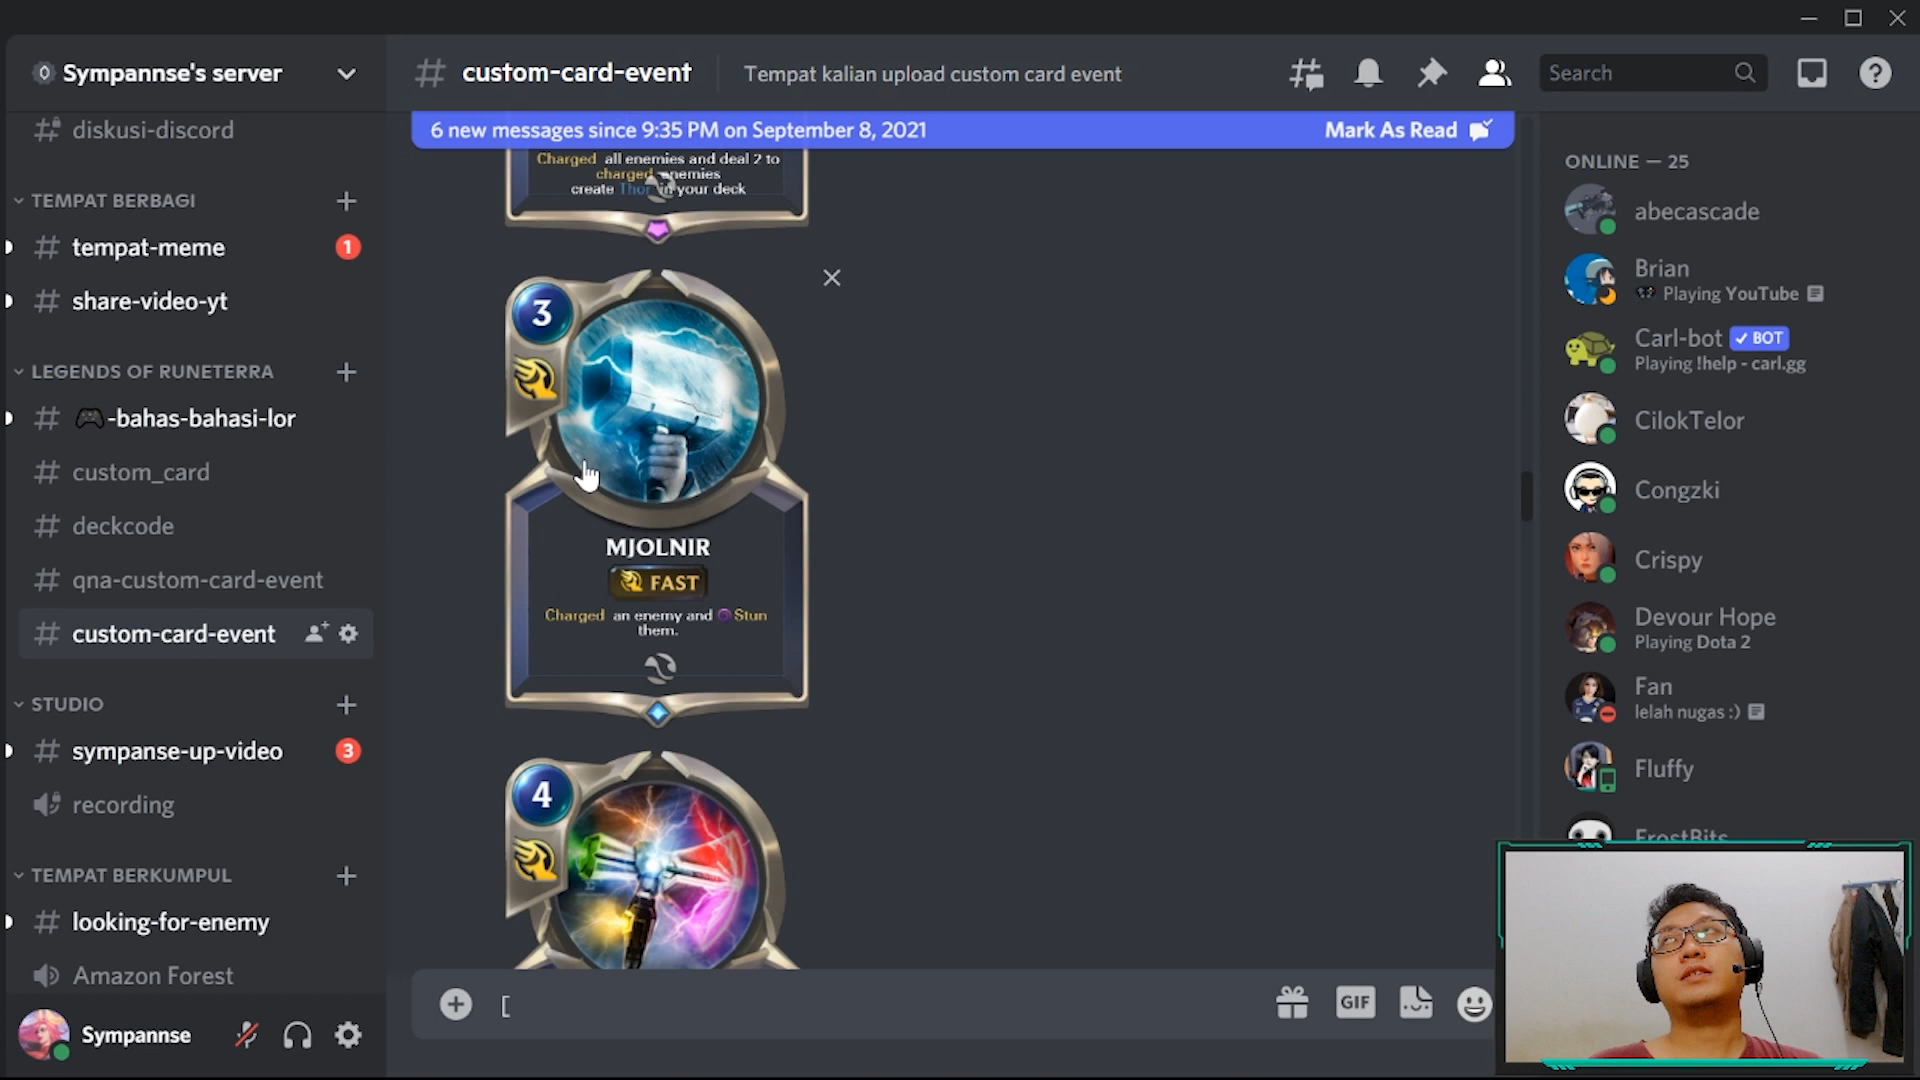 Sympannse's server
diskusi-discord
TEMPAT BERBAGI
tempat-meme
1
share-video-yt
LEGENDS OF RUNETERRA
-bahas-bahasi-lor
custom_card
deckcode
qna-custom-card-event
custom-card-event
STUDIO
sympanse-up-video
3
recording
TEMPAT BERKUMPUL
looking-for-enemy
Amazon Forest
Sympannse
custom-card-event
Tempat kalian upload custom card event
Search
6 new messages since 9:35 PM on September 8, 2021
Mark As Read
Charged all enemies and deal 2 to
charged enemies
create Thor in your deck
3
MJOLNIR
FAST
Charged an enemy and Stun
them.
4
[
GIF
ONLINE — 25
abecascade
Brian
Playing YouTube
Carl-bot ✓ BOT
Playing !help - carl.gg
CilokTelor
Congzki
Crispy
Devour Hope
Playing Dota 2
Fan
lelah nugas :)
Fluffy
FrostBits